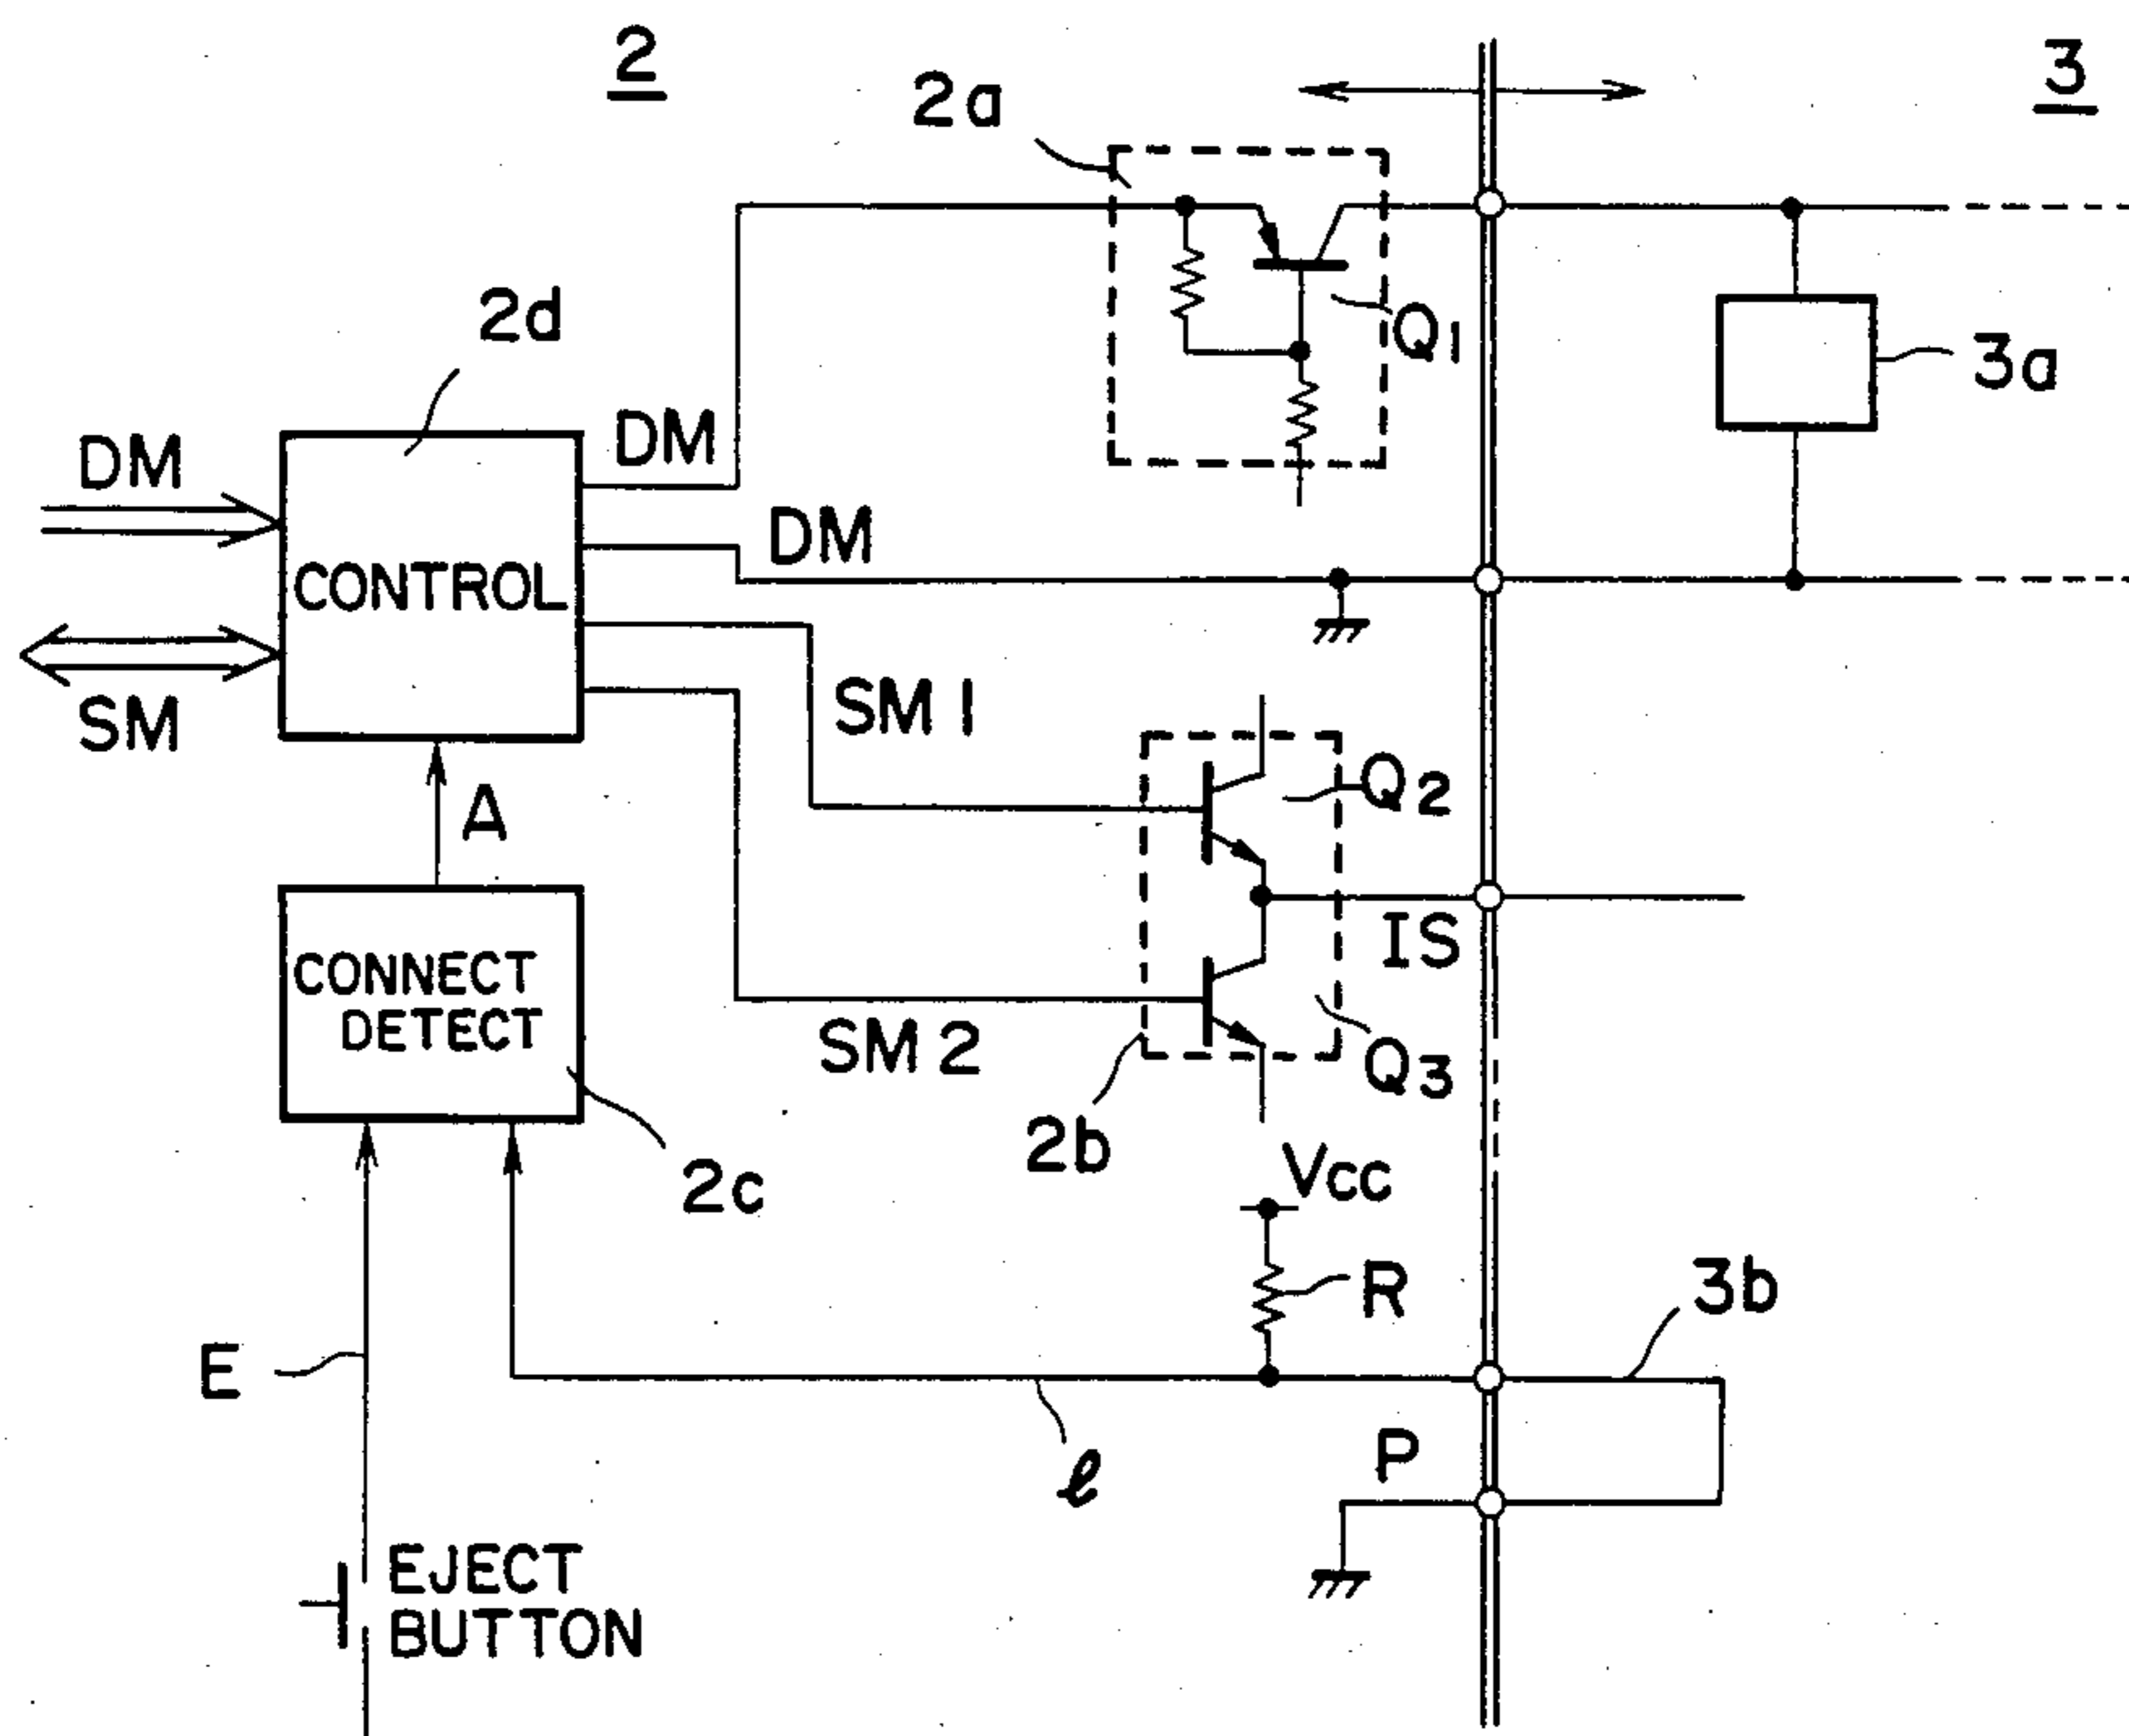 2
3
2a
Q1
3a
2d
DM
DM
DM
CONTROL
SM
SM 1
A
Q2
IS
CONNECT
DETECT
SM 2
Q3
2b
2c
Vcc
R
3b
E
ℓ
P
EJECT
BUTTON